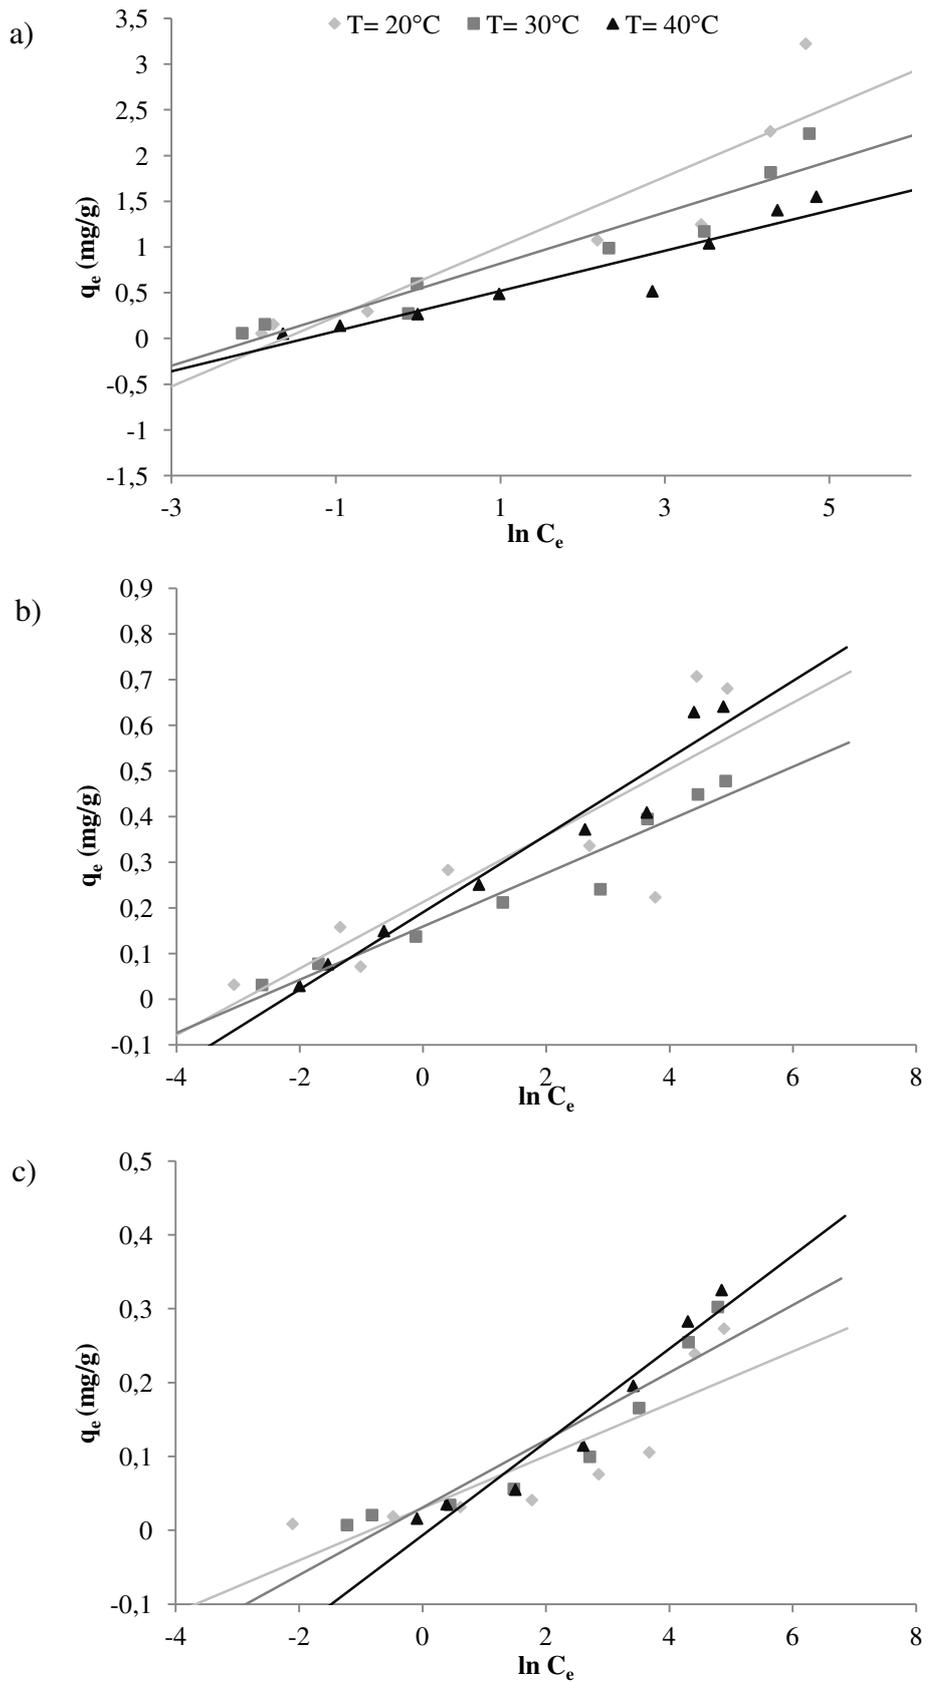 a)
T= 20°C T= 30°C T= 40°C
3,5
3
2,5
2
1,5
1
0,5
0
-0,5
-1
-1,5
qe (mg/g)
-3 -1 1 3 5
ln Ce
b)
0,9
0,8
0,7
0,6
0,5
0,4
0,3
0,2
0,1
0
-0,1
qe (mg/g)
-4 -2 0 2 4 6 8
ln Ce
c)
0,5
0,4
0,3
0,2
0,1
0
-0,1
qe (mg/g)
-4 -2 0 2 4 6 8
ln Ce